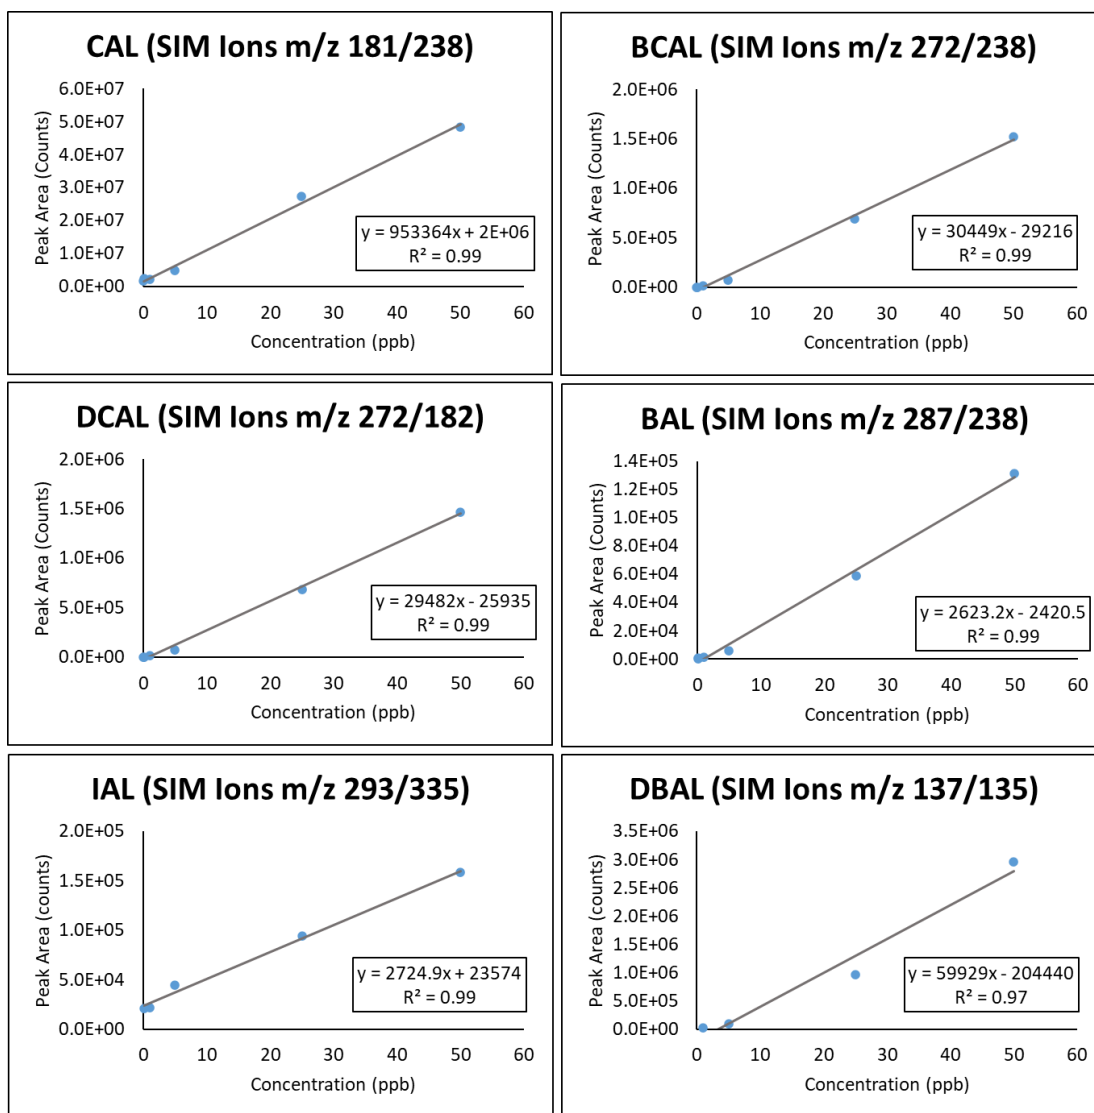 CAL (SIM Ions m/z 181/238)
Peak Area (Counts)
6.0E+07
5.0E+07
4.0E+07
3.0E+07
2.0E+07
1.0E+07
0.0E+00
y = 953364x + 2E+06
R² = 0.99
0 10 20 30 40 50 60
Concentration (ppb)
BCAL (SIM Ions m/z 272/238)
Peak Area (Counts)
2.0E+06
1.5E+06
1.0E+06
5.0E+05
0.0E+00
y = 30449x - 29216
R² = 0.99
0 10 20 30 40 50 60
Concentration (ppb)
DCAL (SIM Ions m/z 272/182)
Peak Area (Counts)
2.0E+06
1.5E+06
1.0E+06
5.0E+05
0.0E+00
y = 29482x - 25935
R² = 0.99
0 10 20 30 40 50 60
Concentration (ppb)
BAL (SIM Ions m/z 287/238)
Peak Area (Counts)
1.4E+05
1.2E+05
1.0E+05
8.0E+04
6.0E+04
4.0E+04
2.0E+04
0.0E+00
y = 2623.2x - 2420.5
R² = 0.99
0 10 20 30 40 50 60
Concentration (ppb)
IAL (SIM Ions m/z 293/335)
Peak Area (counts)
2.0E+05
1.5E+05
1.0E+05
5.0E+04
0.0E+00
y = 2724.9x + 23574
R² = 0.99
0 10 20 30 40 50 60
Concentration (ppb)
DBAL (SIM Ions m/z 137/135)
Peak Area (counts)
3.5E+06
3.0E+06
2.5E+06
2.0E+06
1.5E+06
1.0E+06
5.0E+05
0.0E+00
y = 59929x - 204440
R² = 0.97
0 10 20 30 40 50 60
Concentration (ppb)